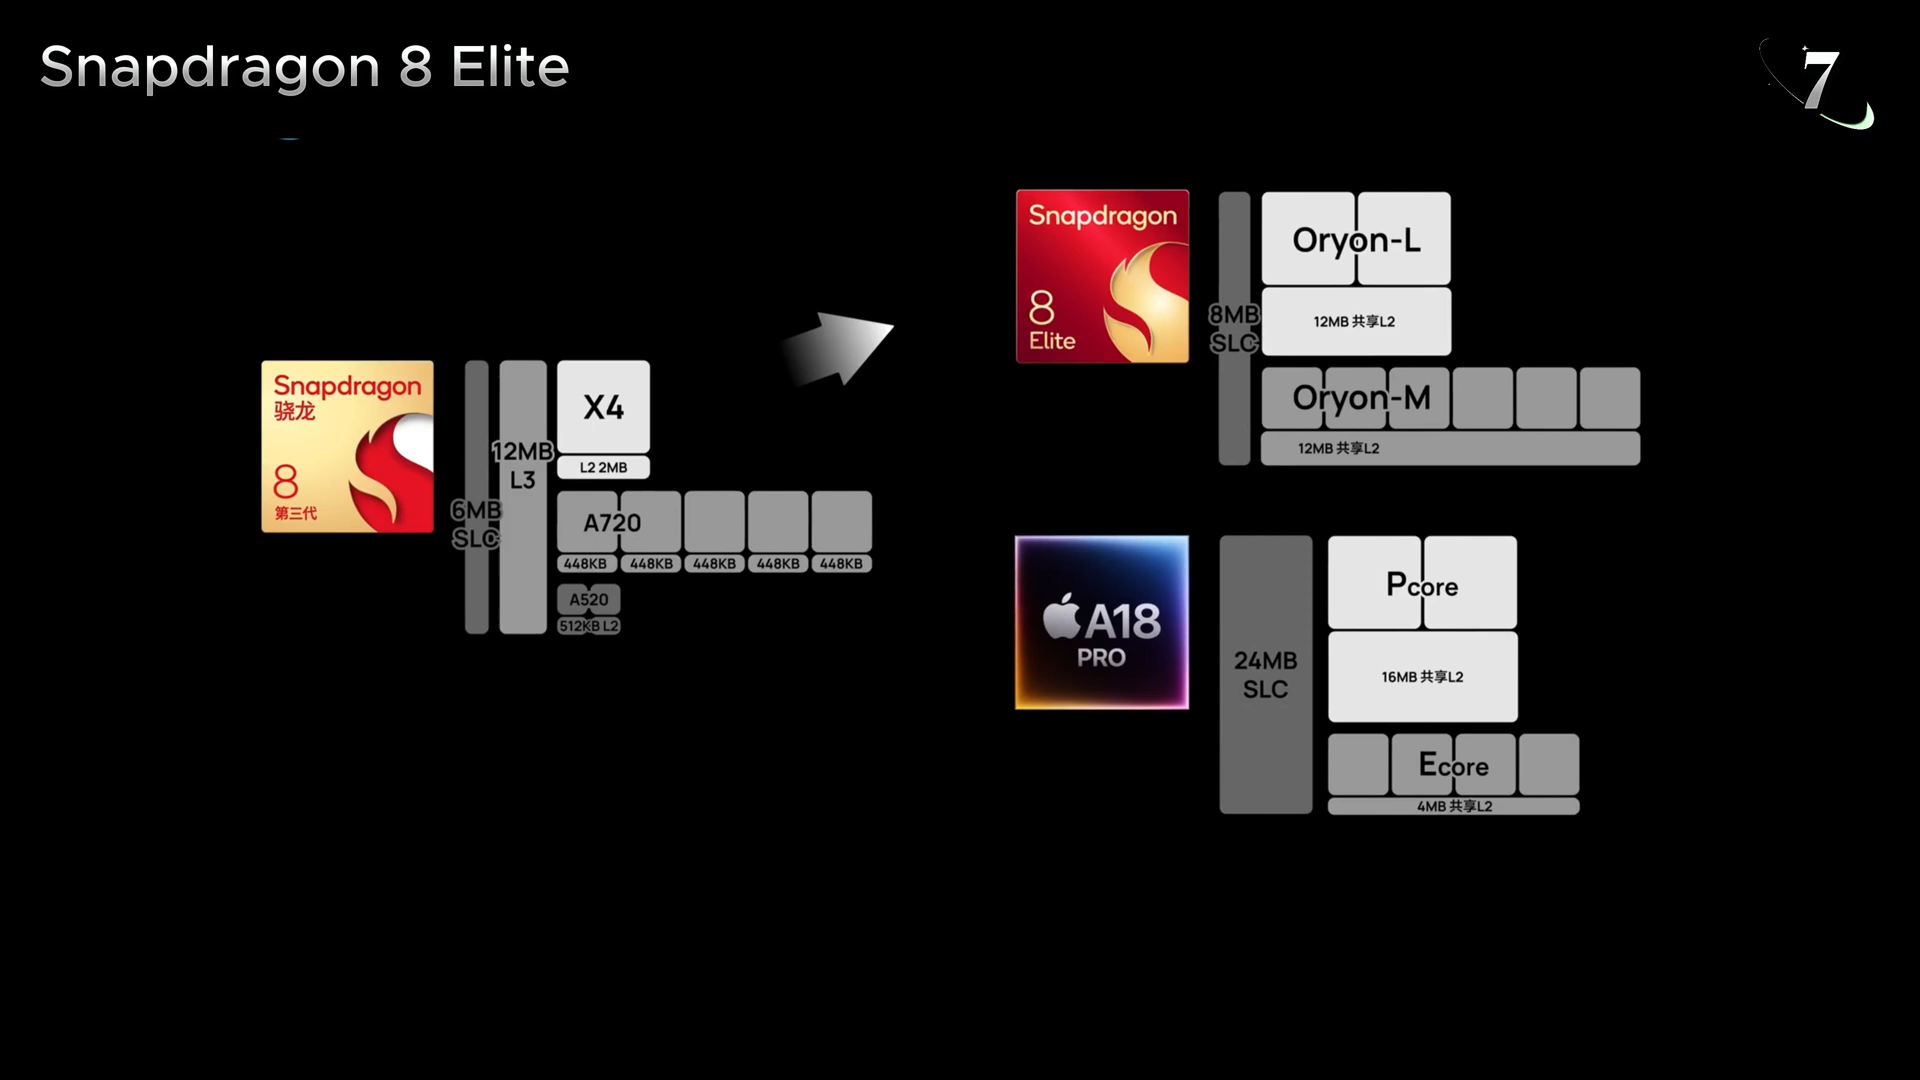 Snapdragon 8 Elite
7
Snapdragon
骁龙
8
第三代
6MB
SLC
12MB
L3
X4
L2 2MB
A720
448KB 448KB 448KB 448KB 448KB
A520
512KB L2
Snapdragon
8
Elite
8MB
SLC
Oryon-L
12MB 共享L2
Oryon-M
12MB 共享L2
A18
PRO
24MB
SLC
Pcore
16MB 共享L2
Ecore
4MB 共享L2